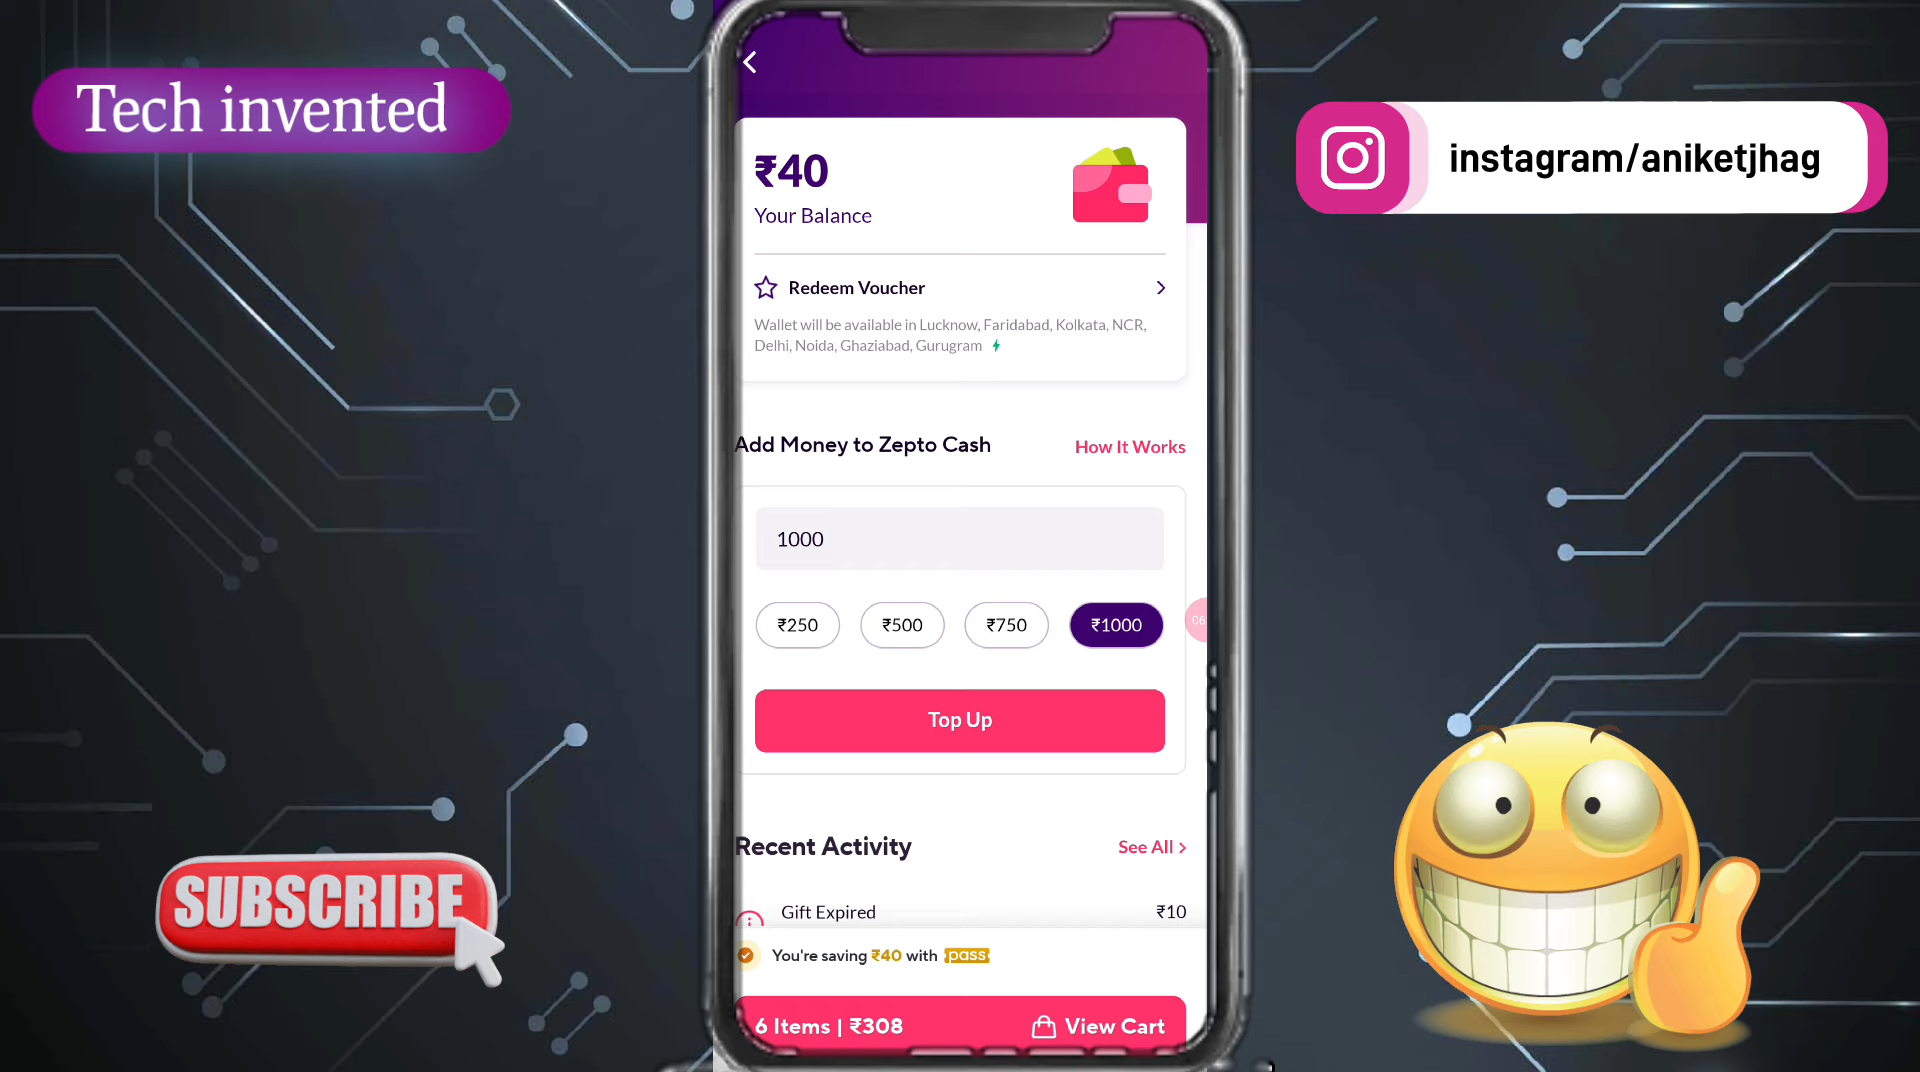 Tech invented
instagram/aniketjhag
₹40
Your Balance
Redeem Voucher
Wallet will be available in Lucknow, Faridabad, Kolkata, NCR,
Delhi, Noida, Ghaziabad, Gurugram
Add Money to Zepto Cash
How It Works
1000
₹250 ₹500 ₹750 ₹1000
Top Up
Recent Activity
See All
Gift Expired ₹10
You're saving ₹40 with pass
6 Items | ₹308
View Cart
SUBSCRIBE